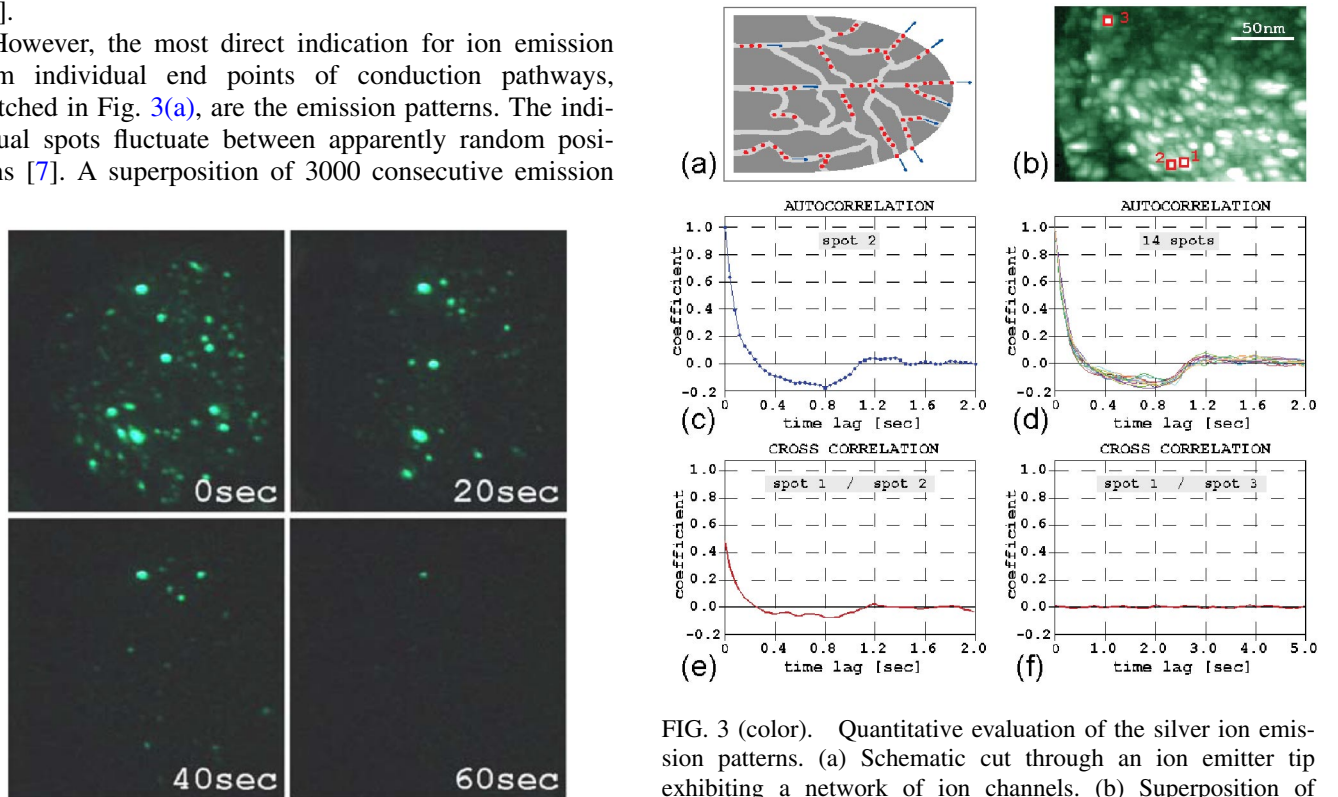 ].
However, the most direct indication for ion emission
m individual end points of conduction pathways,
tched in Fig. 3(a), are the emission patterns. The indi-
ual spots fluctuate between apparently random posi-
ns [7]. A superposition of 3000 consecutive emission
0sec
20sec
40sec
60sec
(a)
(b)
3
50nm
2
1
AUTOCORRELATION
spot 2
coefficient
1.0
0.8
0.6
0.4
0.2
0.0
-0.2
0
0.4
0.8
1.2
1.6
2.0
time lag [sec]
(c)
AUTOCORRELATION
14 spots
coefficient
1.0
0.8
0.6
0.4
0.2
0.0
-0.2
0
0.4
0.8
1.2
1.6
2.0
time lag [sec]
(d)
CROSS CORRELATION
spot 1 / spot 2
coefficient
1.0
0.8
0.6
0.4
0.2
0.0
-0.2
0
0.4
0.8
1.2
1.6
2.0
time lag [sec]
(e)
CROSS CORRELATION
spot 1 / spot 3
coefficient
1.0
0.8
0.6
0.4
0.2
0.0
-0.2
0
1.0
2.0
3.0
4.0
5.0
time lag [sec]
(f)
FIG. 3 (color). Quantitative evaluation of the silver ion emis-
sion patterns. (a) Schematic cut through an ion emitter tip
exhibiting a network of ion channels. (b) Superposition of